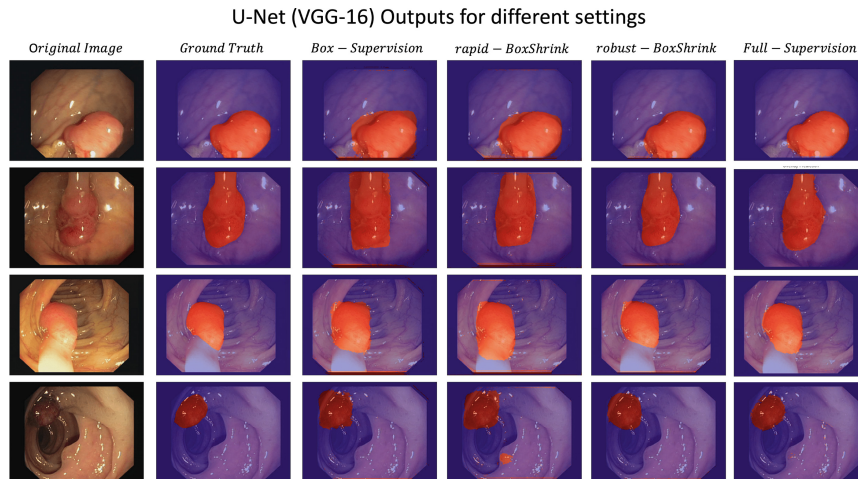 U-Net (VGG-16) Outputs for different settings
Original Image Ground Truth Box − Supervision rapid − BoxShrink robust − BoxShrink Full − Supervision